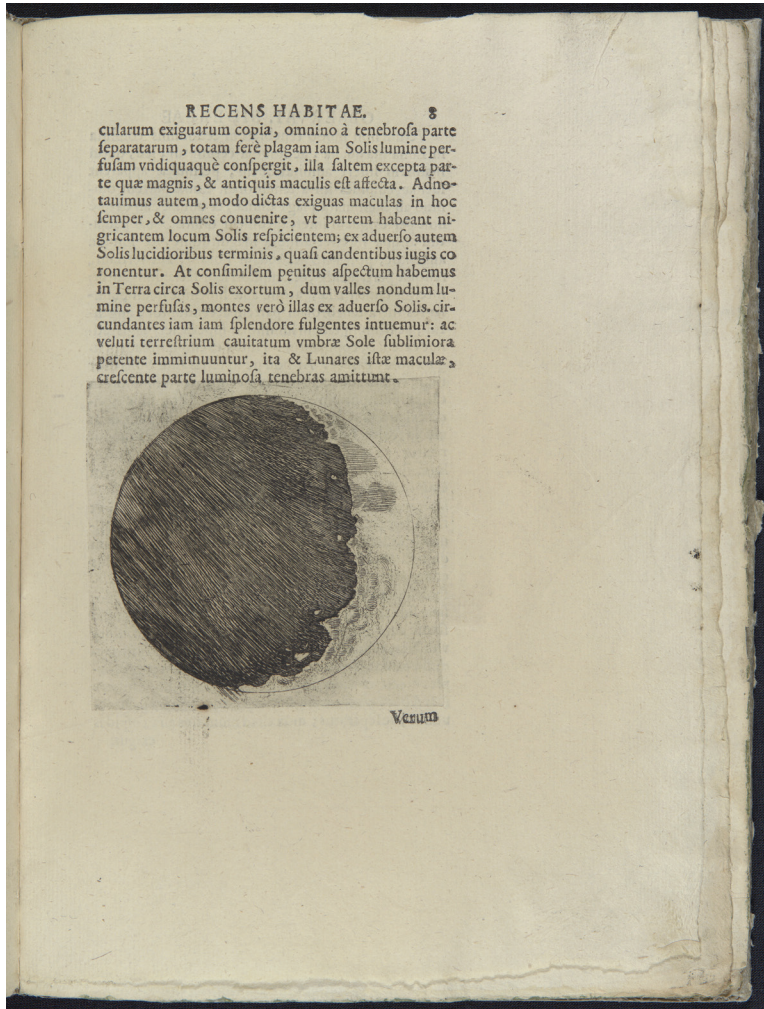 RECENS HABITAE. 8
cularum exiguarum copia, omnino à tenebroſa parte
ſeparatarum, totam ferè plagam iam Solis lumine per-
fuſam vndiquaquè conſpergit, illa ſaltem excepta par-
te quæ magnis, & antiquis maculis eſt affecta. Adno-
tauimus autem, modo dictas exiguas maculas in hoc
ſemper, & omnes conuenire, vt partem habeant ni-
gricantem locum Solis reſpicientem; ex aduerſo autem
Solis lucidioribus terminis, quaſi candentibus iugis co
ronentur. At conſimilem penitus aſpectum habemus
in Terra circa Solis exortum, dum valles nondum lu-
mine perfuſas, montes verò illas ex aduerſo Solis. cir-
cundantes iam iam ſplendore fulgentes intuemur: ac
veluti terreſtrium cauitatum vmbræ Sole ſublimiora
petente immimuuntur, ita & Lunares iſtæ maculæ,
creſcente parte luminoſa tenebras amittunt.
Verum